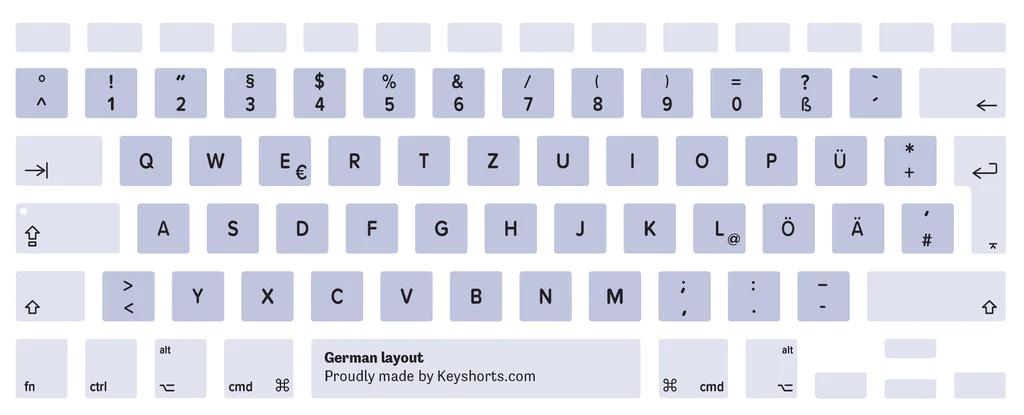 ° ! ″ § $ % & / ( ) = ? `
^ 1 2 3 4 5 6 7 8 9 0 ß ´ ←
→| Q W E € R T Z U I O P Ü * + ↵
⇪ A S D F G H J K L @ Ö Ä ′ # ⌅
⇧ > < Y X C V B N M ; , : . – - ⇧
alt alt
fn ctrl ⌥ cmd ⌘ German layout ⌘ cmd ⌥
Proudly made by Keyshorts.com